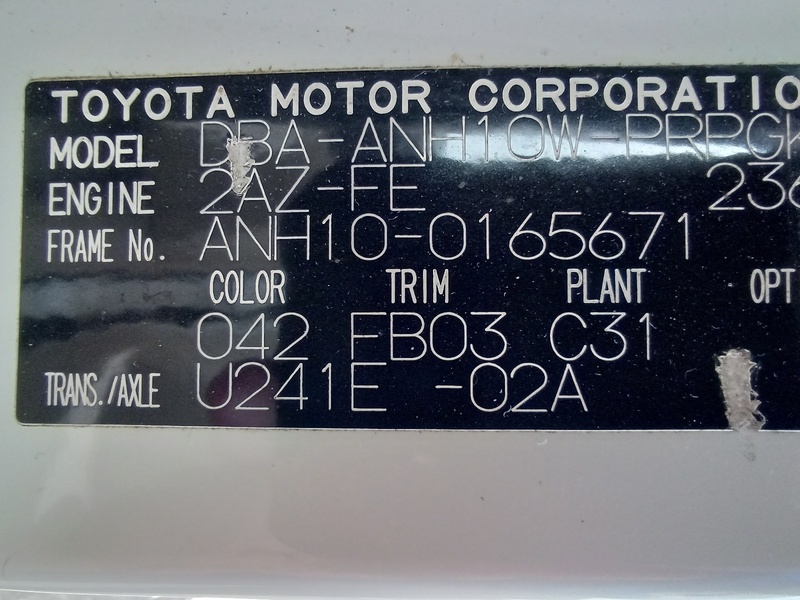 TOYOTA MOTOR CORPORATIO
MODEL DBA-ANH10W-PRPGK
ENGINE 2AZ-FE 236
FRAME No. ANH10-0165671
COLOR TRIM PLANT OPT
042 FB03 C31
TRANS./AXLE U241E -02A